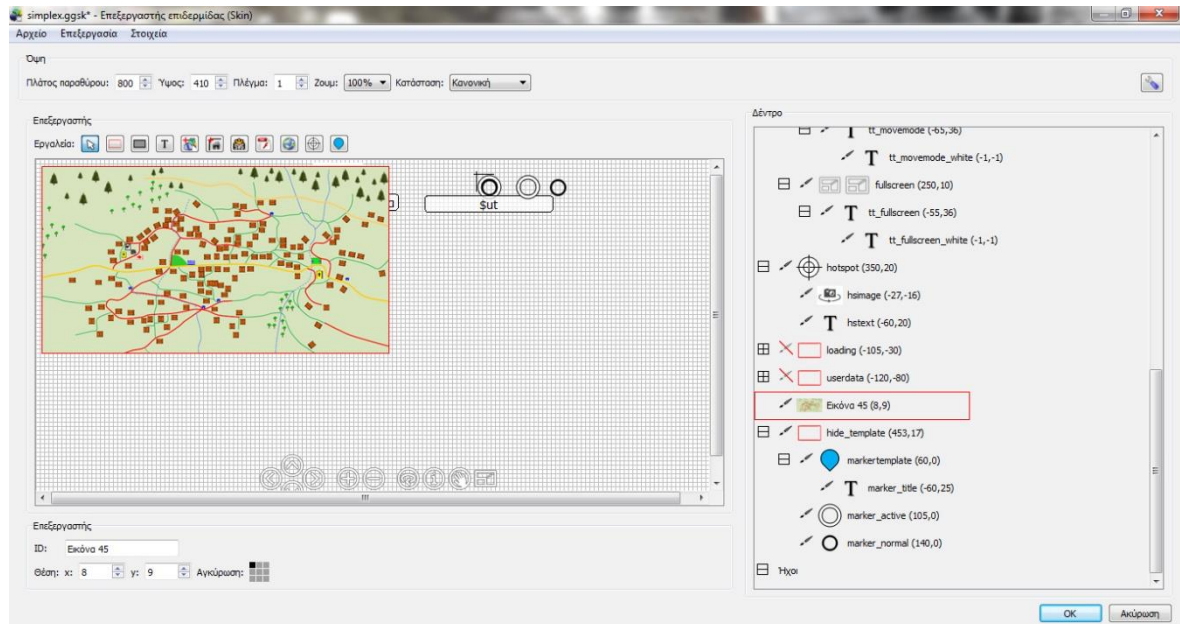 simplex.ggsk* - Επεξεργαστής επιδερμίδας (Skin)
Αρχείο Επεξεργασία Στοιχεία
Όψη
Πλάτος παραθύρου: 800 Υψος: 410 Πλέγμα: 1 Ζουμ: 100% Κατάσταση: Κανονική
Επεξεργαστής
Εργαλεία: T
$ut
Επεξεργαστής
ID: Εικόνα 45
Θέση: x: 8 y: 9 Αγκύρωση:
Δέντρο
T tt_movemode (-65,36)
T tt_movemode_white (-1,-1)
fullscreen (250,10)
T tt_fullscreen (-55,36)
T tt_fullscreen_white (-1,-1)
hotspot (350,20)
hsimage (-27,-16)
T hstext (-60,20)
loading (-105,-30)
userdata (-120,-80)
Εικόνα 45 (8,9)
hide_template (453,17)
markertemplate (60,0)
T marker_title (-60,25)
marker_active (105,0)
marker_normal (140,0)
Ήχοι
OK Ακύρωση